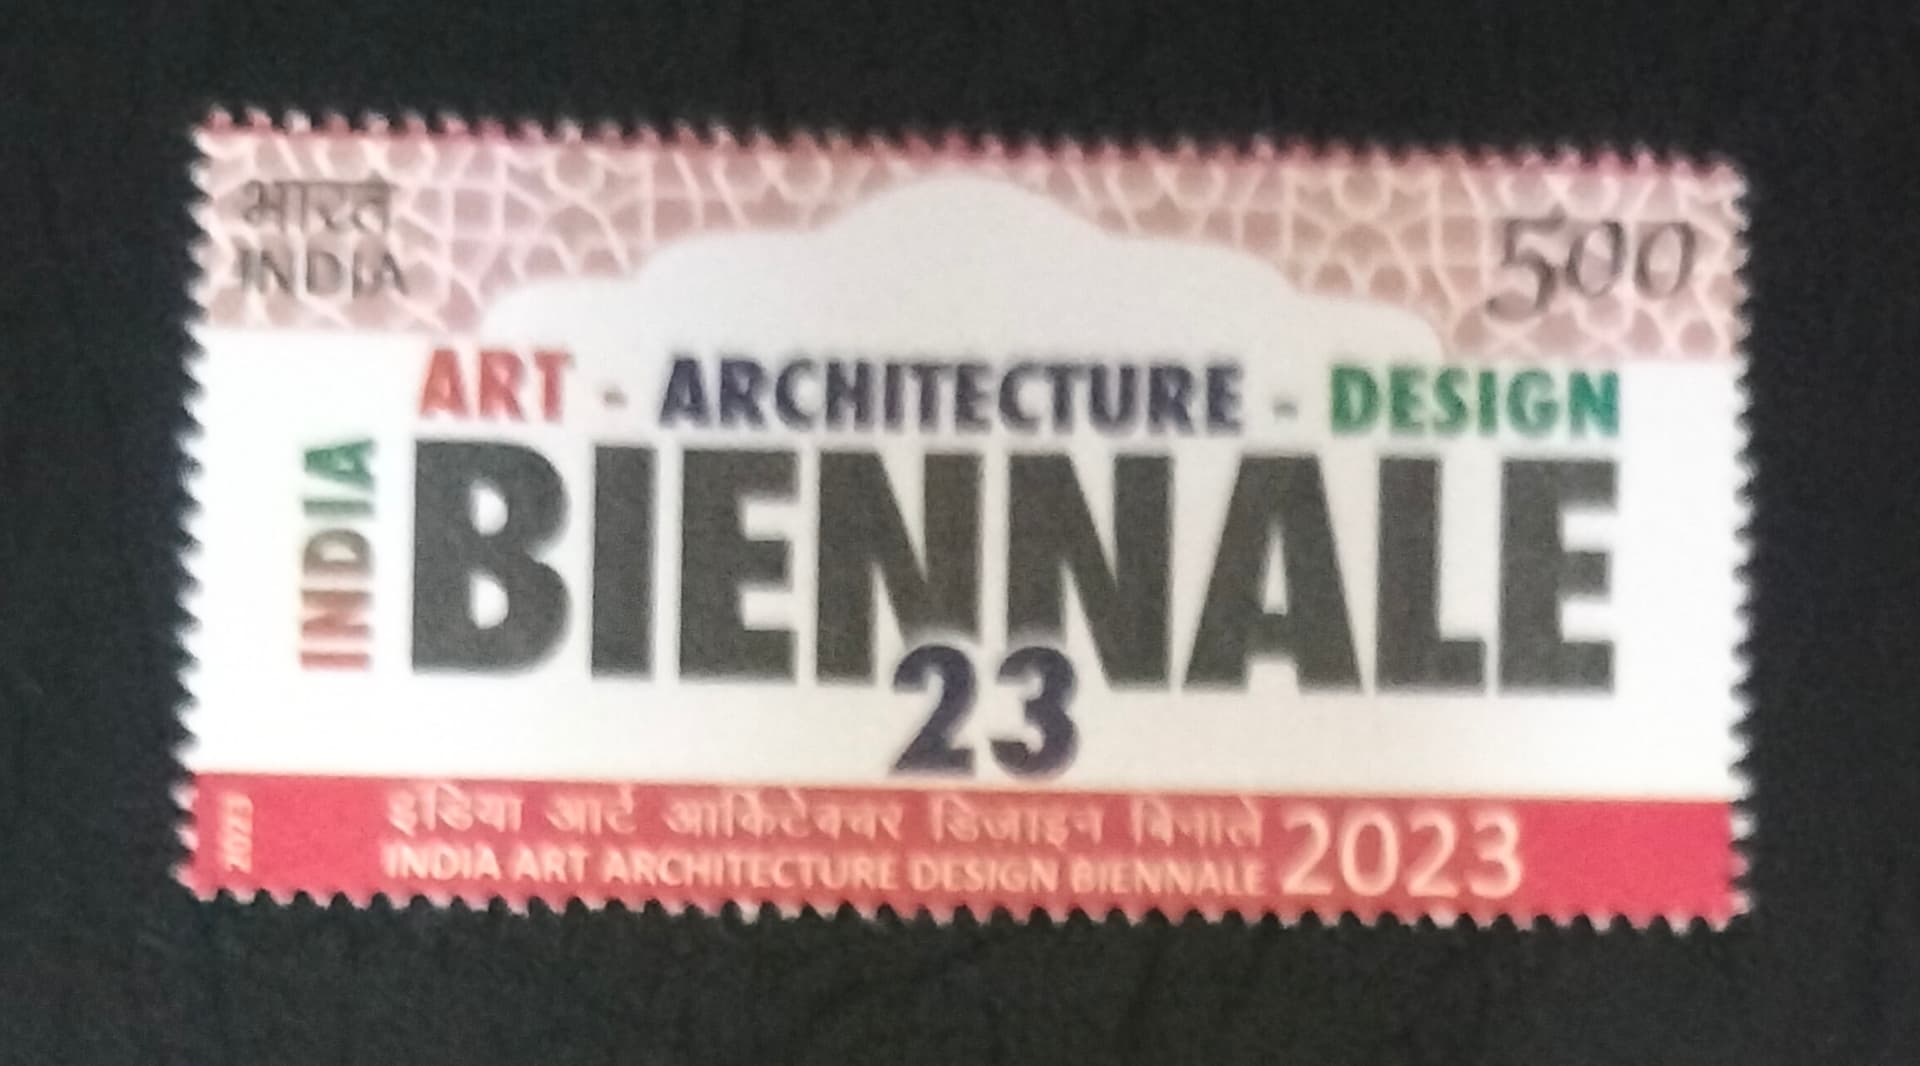 भारत
INDIA
500
ART - ARCHITECTURE - DESIGN
INDIA
BIENNALE
23
2023
इंडिया आर्ट आर्किटेक्चर डिजाइन बिनाले
INDIA ART ARCHITECTURE DESIGN BIENNALE 2023